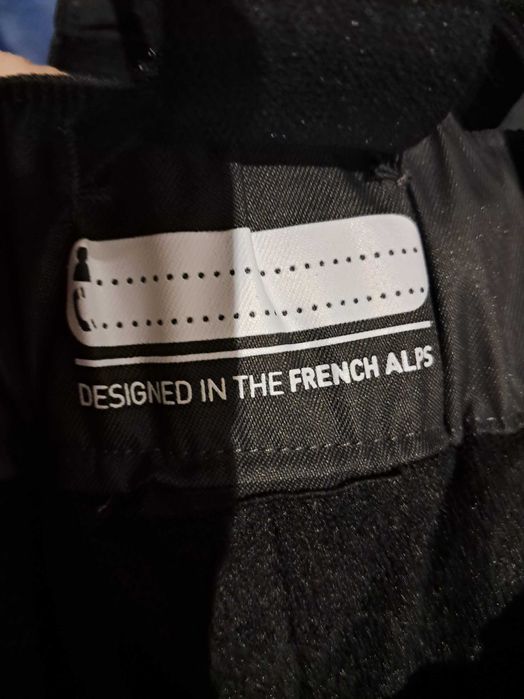 DESIGNED IN THE FRENCH ALPS